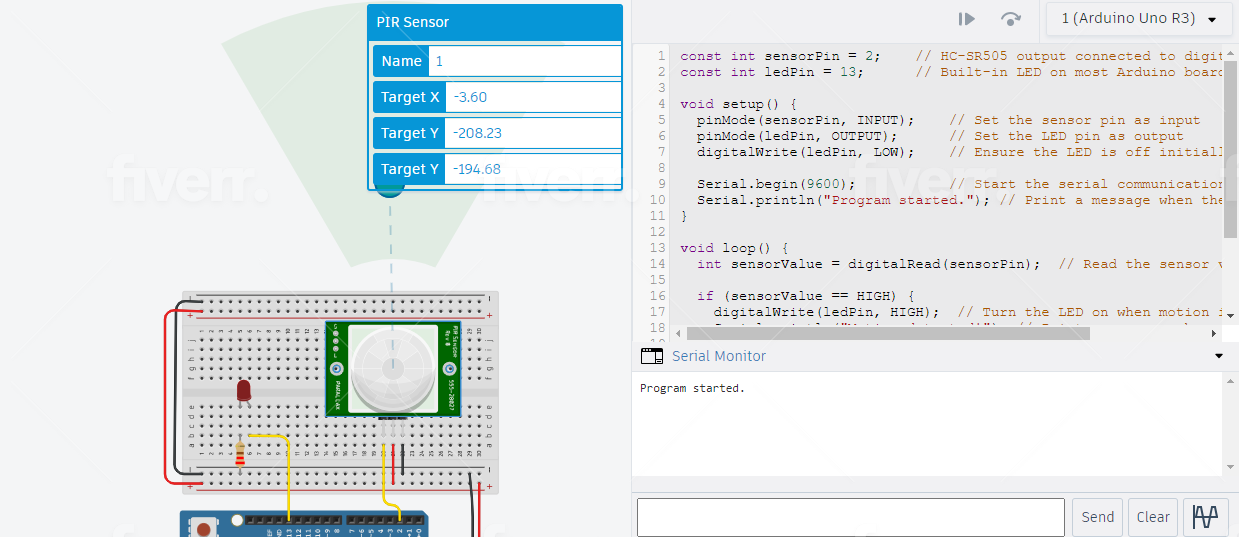 PIR Sensor
Name 1
Target X -3.60
Target Y -208.23
Target Y -194.68
fiverr.
fiverr.
fiverr.
fiverr.
fiverr.
fiverr.
1 (Arduino Uno R3)
1 const int sensorPin = 2; // HC-SR505 output connected to digit
2 const int ledPin = 13; // Built-in LED on most Arduino board
3
4 void setup() {
5 pinMode(sensorPin, INPUT); // Set the sensor pin as input
6 pinMode(ledPin, OUTPUT); // Set the LED pin as output
7 digitalWrite(ledPin, LOW); // Ensure the LED is off initiall
8
9 Serial.begin(9600); // Start the serial communication
10 Serial.println("Program started."); // Print a message when the
11 }
12
13 void loop() {
14 int sensorValue = digitalRead(sensorPin); // Read the sensor v
15
16 if (sensorValue == HIGH) {
17 digitalWrite(ledPin, HIGH); // Turn the LED on when motion i
18
Serial Monitor
Program started.
Send Clear
PIR SENSOR
555-28027
PARALLAX